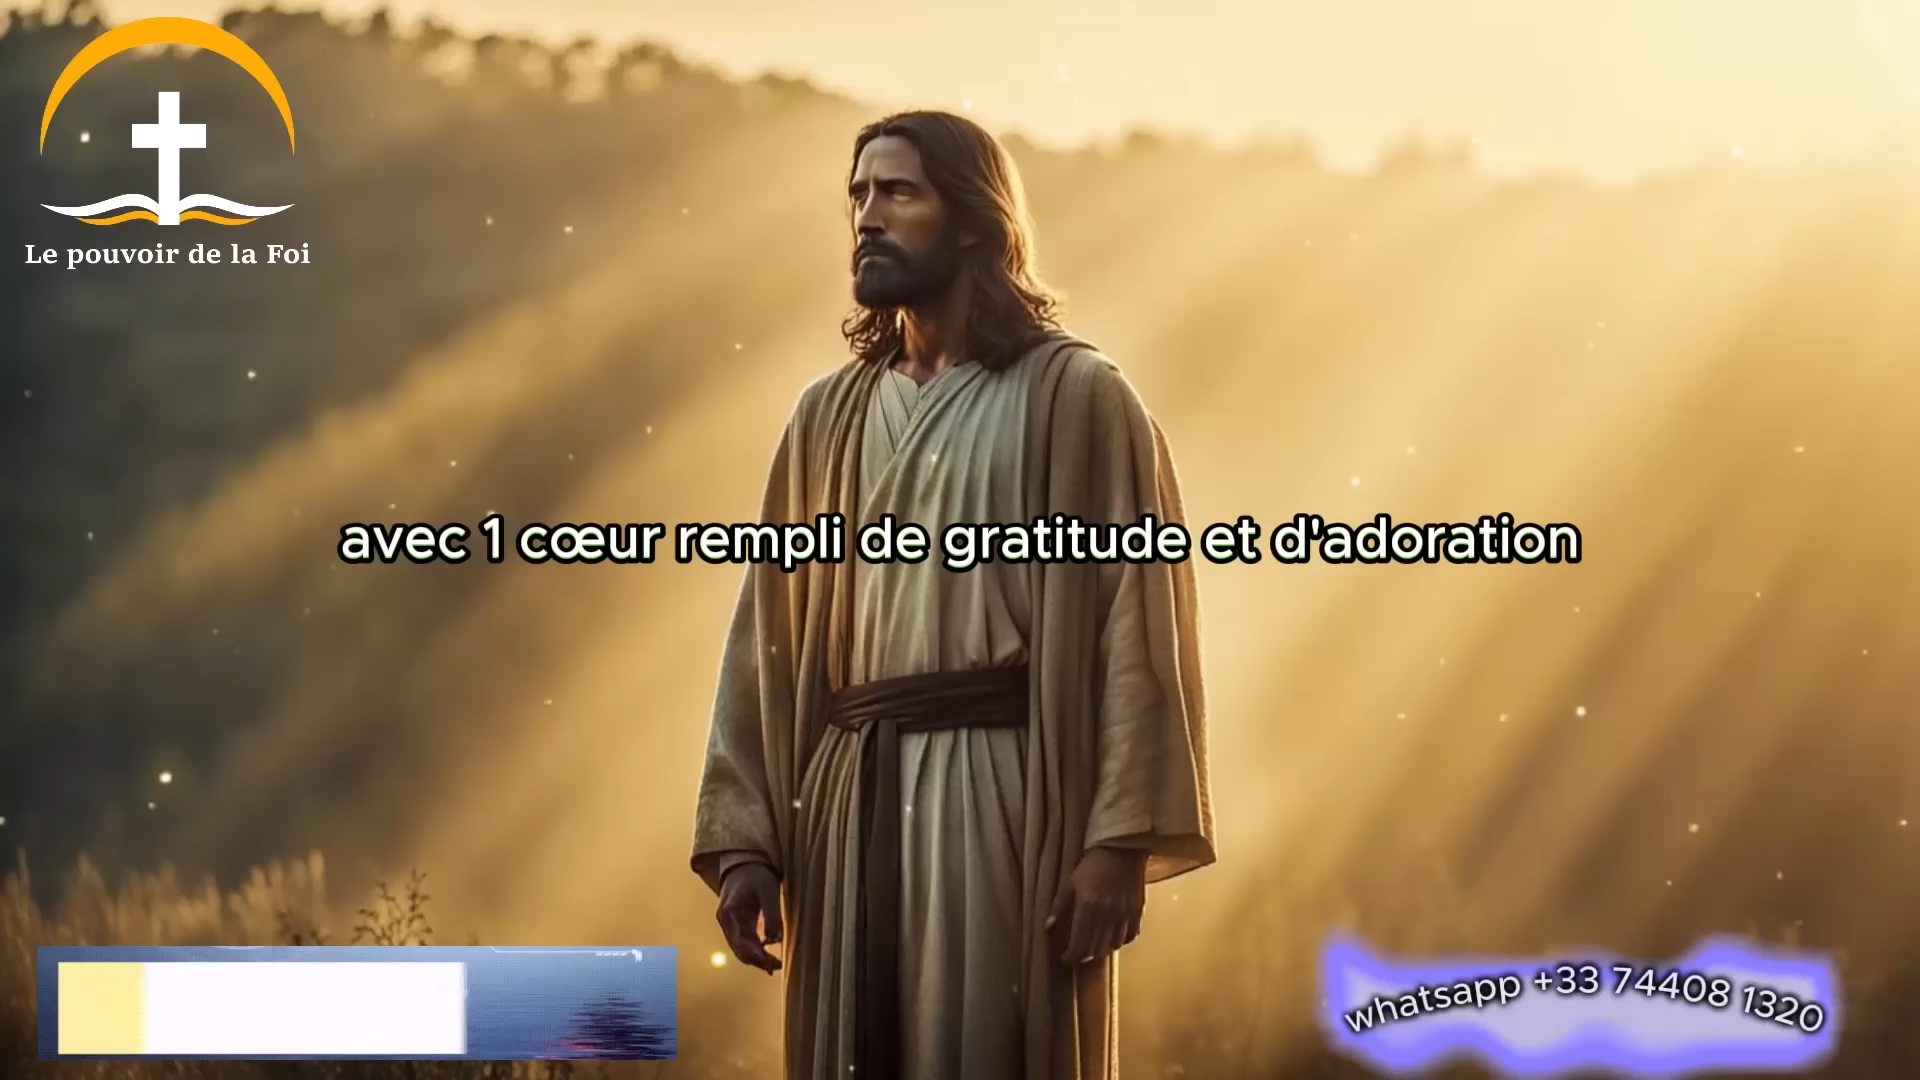 Le pouvoir de la Foi
avec 1 cœur rempli de gratitude et d'adoration
whatsapp +33 74408 1320